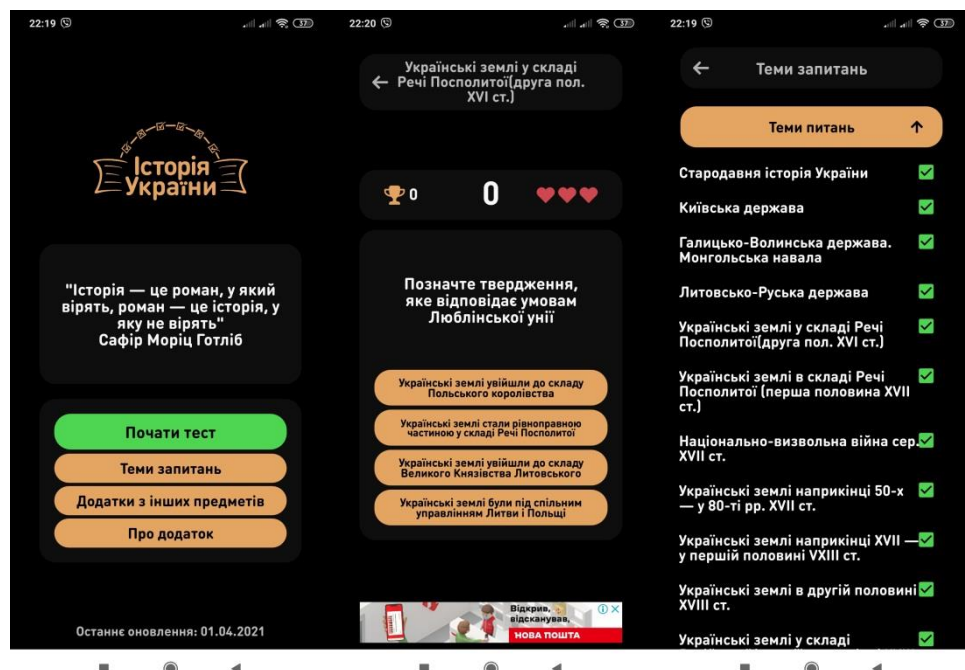 22:19
37
Історія
України
"Історія — це роман, у який
вірять, роман — це історія, у
яку не вірять"
Сафір Моріц Готліб
Почати тест
Теми запитань
Додатки з інших предметів
Про додаток
Останнє оновлення: 01.04.2021
22:20
37
Українські землі у складі
Речі Посполитої(друга пол.
XVI ст.)
0
0
Позначте твердження,
яке відповідає умовам
Люблінської унії
Українські землі увійшли до складу
Польського королівства
Українські землі стали рівноправною
частиною у складі Речі Посполитої
Українські землі увійшли до складу
Великого Князівства Литовського
Українські землі були під спільним
управлінням Литви і Польщі
Відкрив,
відсканував.
НОВА ПОШТА
22:19
37
Теми запитань
Теми питань
Стародавня історія України
Київська держава
Галицько-Волинська держава.
Монгольська навала
Литовсько-Руська держава
Українські землі у складі Речі
Посполитої(друга пол. XVI ст.)
Українські землі в складі Речі
Посполитої (перша половина XVII
ст.)
Національно-визвольна війна сер.
XVII ст.
Українські землі наприкінці 50-х
— у 80-ті рр. XVII ст.
Українські землі наприкінці XVII —
у першій половині VXIII ст.
Українські землі в другій половині
XVIII ст.
Українські землі у складі